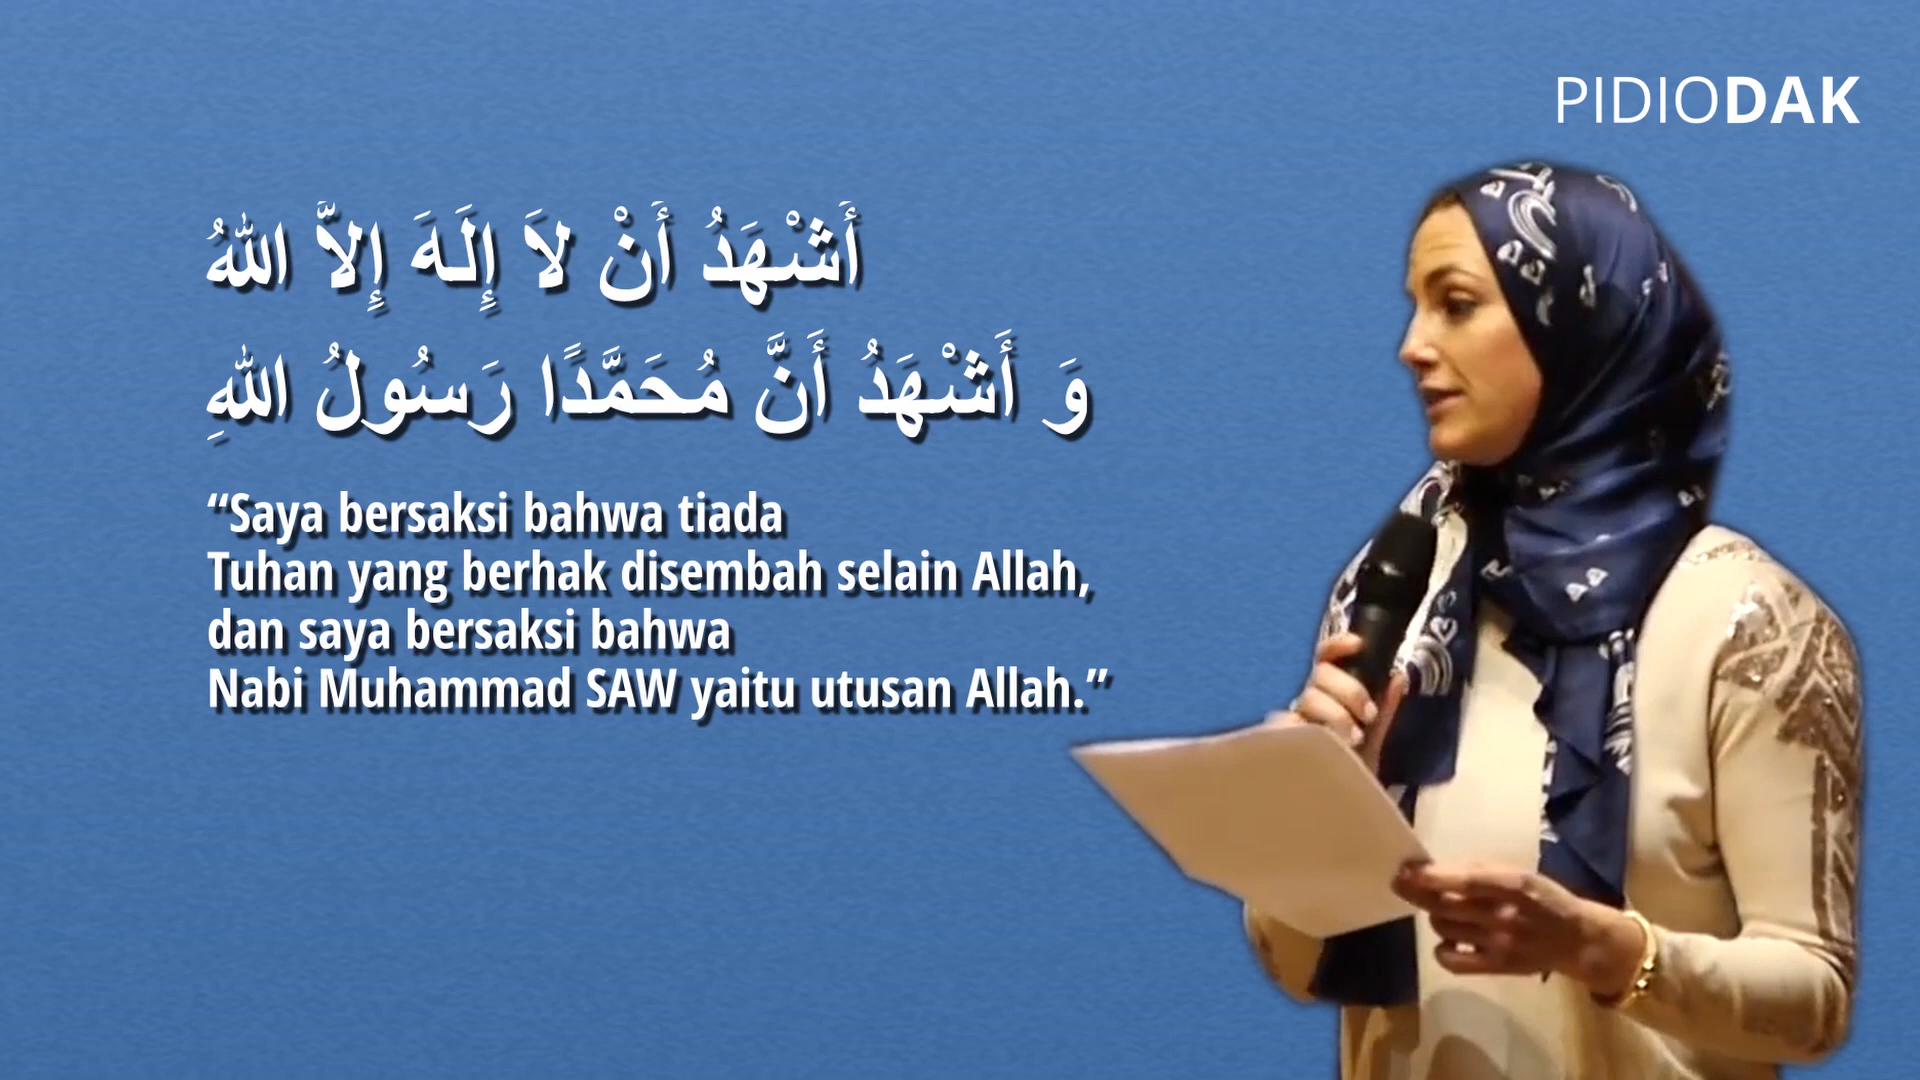 PIDIODAK
أَشْهَدُ أَنْ لاَ إِلَهَ إِلاَّ اللهُ
وَ أَشْهَدُ أَنَّ مُحَمَّدًا رَسُولُ اللهِ
“Saya bersaksi bahwa tiada
Tuhan yang berhak disembah selain Allah,
dan saya bersaksi bahwa
Nabi Muhammad SAW yaitu utusan Allah.”